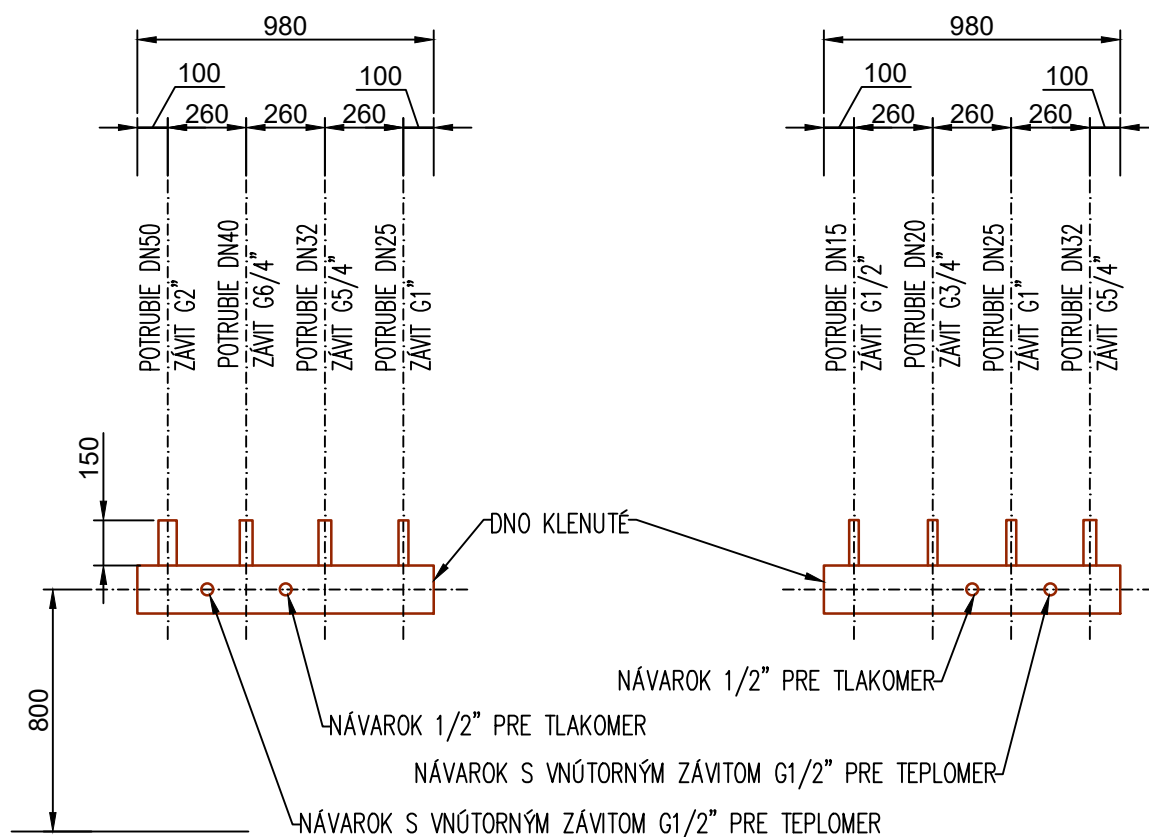 980
980
100
100
100
100
260
260
260
260
260
260
POTRUBIE DN50
ZÁVIT G2”
POTRUBIE DN40
ZÁVIT G6/4”
POTRUBIE DN32
ZÁVIT G5/4”
POTRUBIE DN25
ZÁVIT G1”
POTRUBIE DN15
ZÁVIT G1/2”
POTRUBIE DN20
ZÁVIT G3/4”
POTRUBIE DN25
ZÁVIT G1”
POTRUBIE DN32
ZÁVIT G5/4”
150
DNO KLENUTÉ
800
NÁVAROK 1/2” PRE TLAKOMER
NÁVAROK 1/2” PRE TLAKOMER
NÁVAROK S VNÚTORNÝM ZÁVITOM G1/2” PRE TEPLOMER
NÁVAROK S VNÚTORNÝM ZÁVITOM G1/2” PRE TEPLOMER